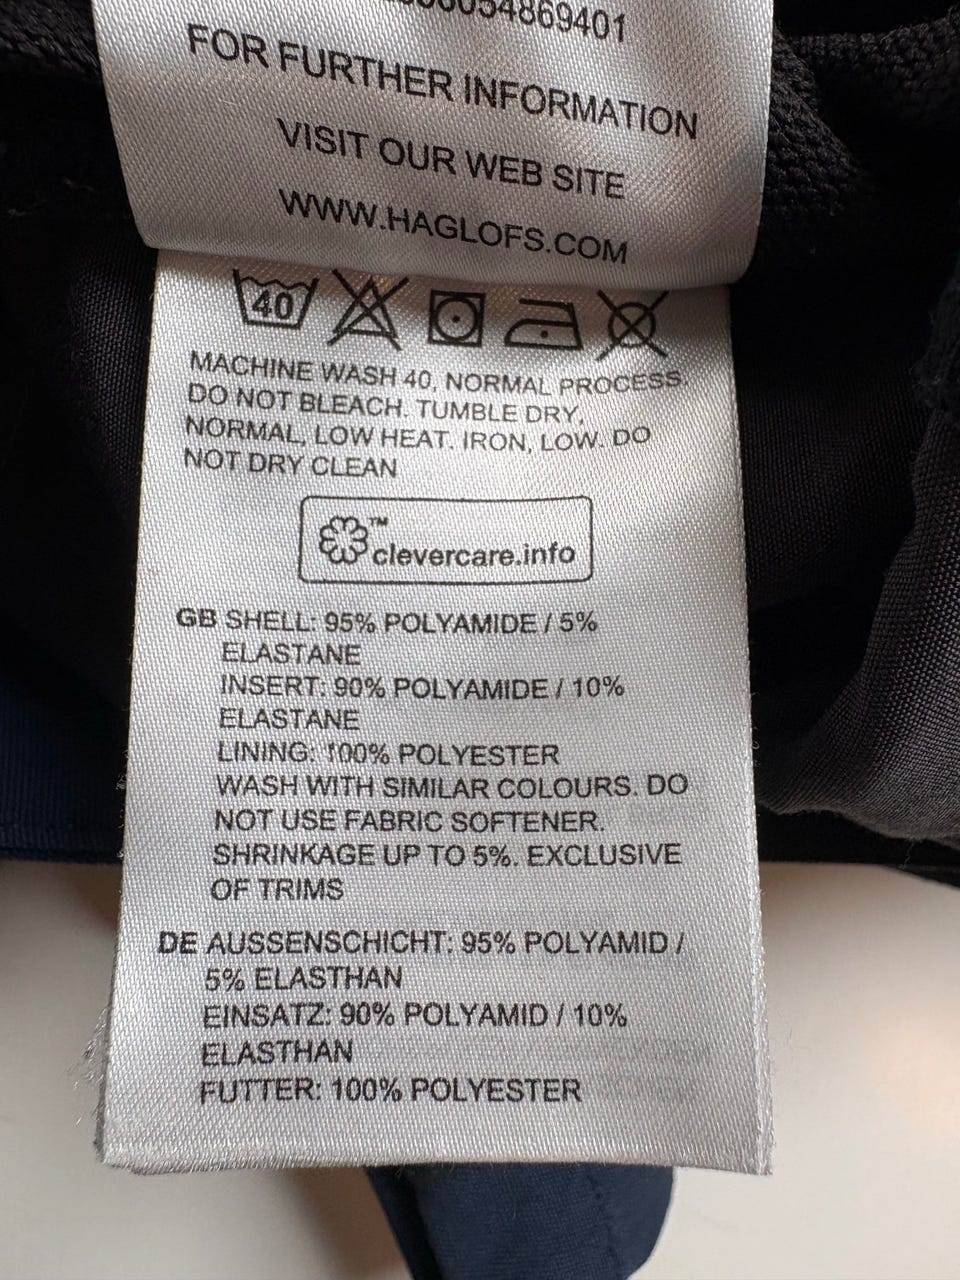 54869401
FOR FURTHER INFORMATION
VISIT OUR WEB SITE
WWW.HAGLOFS.COM
40
MACHINE WASH 40, NORMAL PROCESS.
DO NOT BLEACH. TUMBLE DRY,
NORMAL, LOW HEAT. IRON, LOW. DO
NOT DRY CLEAN
™
clevercare.info
GB SHELL: 95% POLYAMIDE / 5%
ELASTANE
INSERT: 90% POLYAMIDE / 10%
ELASTANE
LINING: 100% POLYESTER
WASH WITH SIMILAR COLOURS. DO
NOT USE FABRIC SOFTENER.
SHRINKAGE UP TO 5%. EXCLUSIVE
OF TRIMS
DE AUSSENSCHICHT: 95% POLYAMID /
5% ELASTHAN
EINSATZ: 90% POLYAMID / 10%
ELASTHAN
FUTTER: 100% POLYESTER